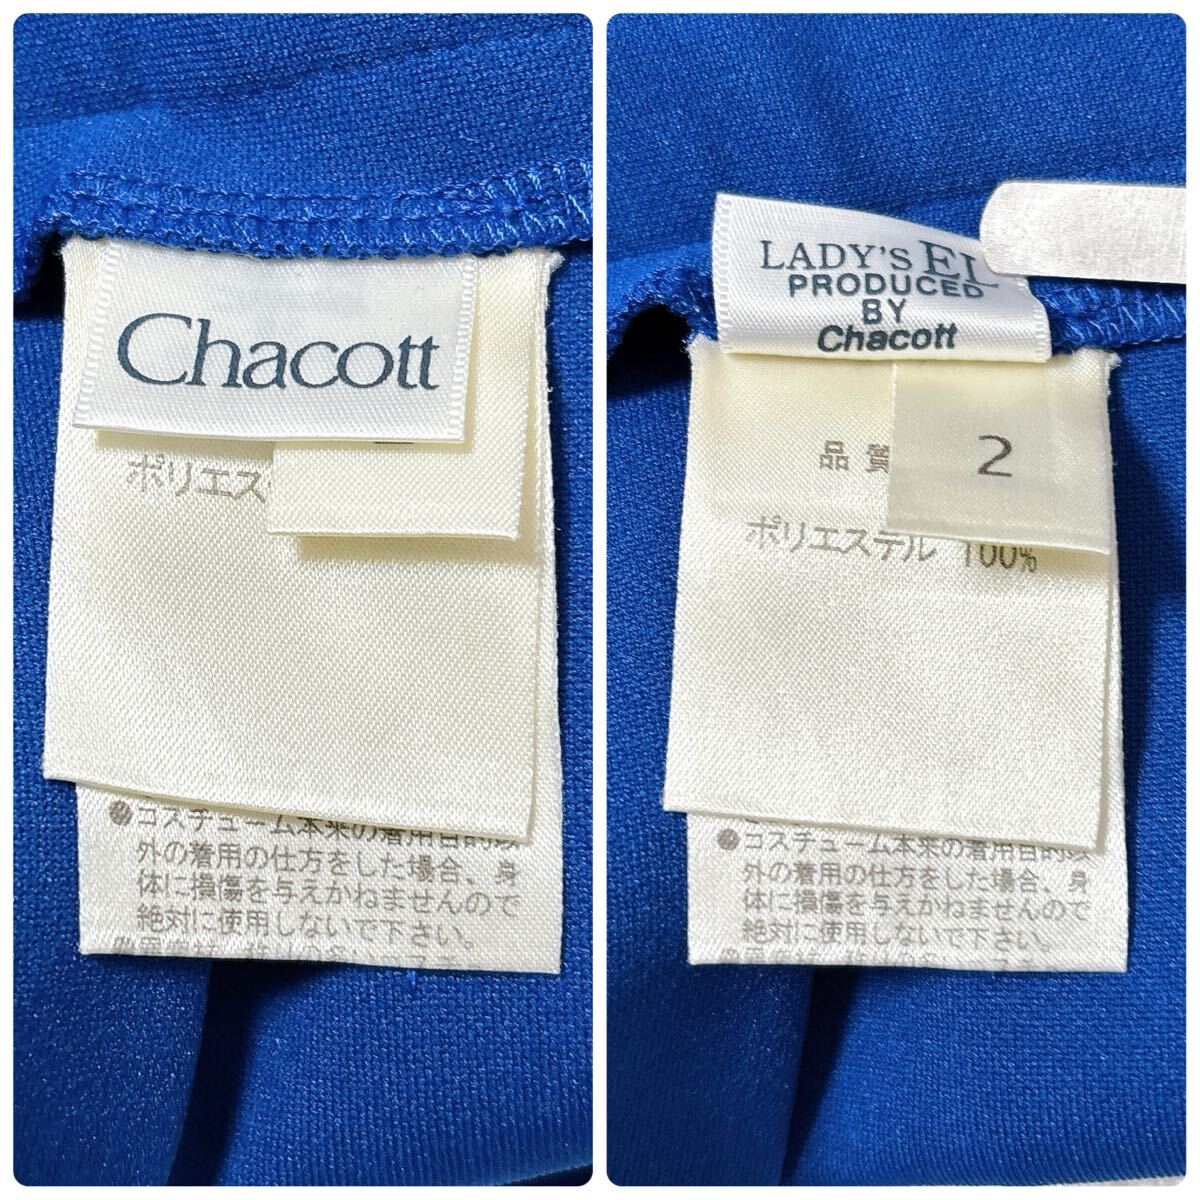 Chacott
ポリエステ
●コスチューム本来の着用目的以
外の着用の仕方をした場合、身
体に損傷を与えかねませんので
絶対に使用しないで下さい。
LADY'S EL
PRODUCED
BY
Chacott
2
品質
ポリエステル 100%
●コスチューム本来の着用目的以
外の着用の仕方をした場合、身
体に損傷を与えかねませんので
絶対に使用しないで下さい。